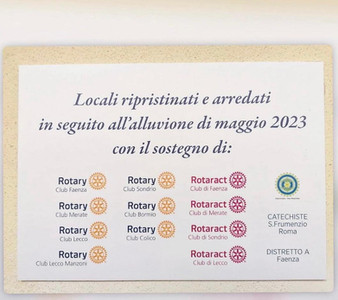 Locali ripristinati e arredati
in seguito all'alluvione di maggio 2023
con il sostegno di:
Rotary
Club Faenza
Rotary
Club Merate
Rotary
Club Lecco
Rotary
Club Lecco Manzoni
Rotary
Club Sondrio
Rotary
Club Bormio
Rotary
Club Colico
Rotaract
Club di Faenza
Rotaract
Club di Merate
Rotaract
Club di Sondrio
Rotaract
Club di Lecco
CATECHISTE
S.Frumenzio
Roma
DISTRETTO A
Faenza